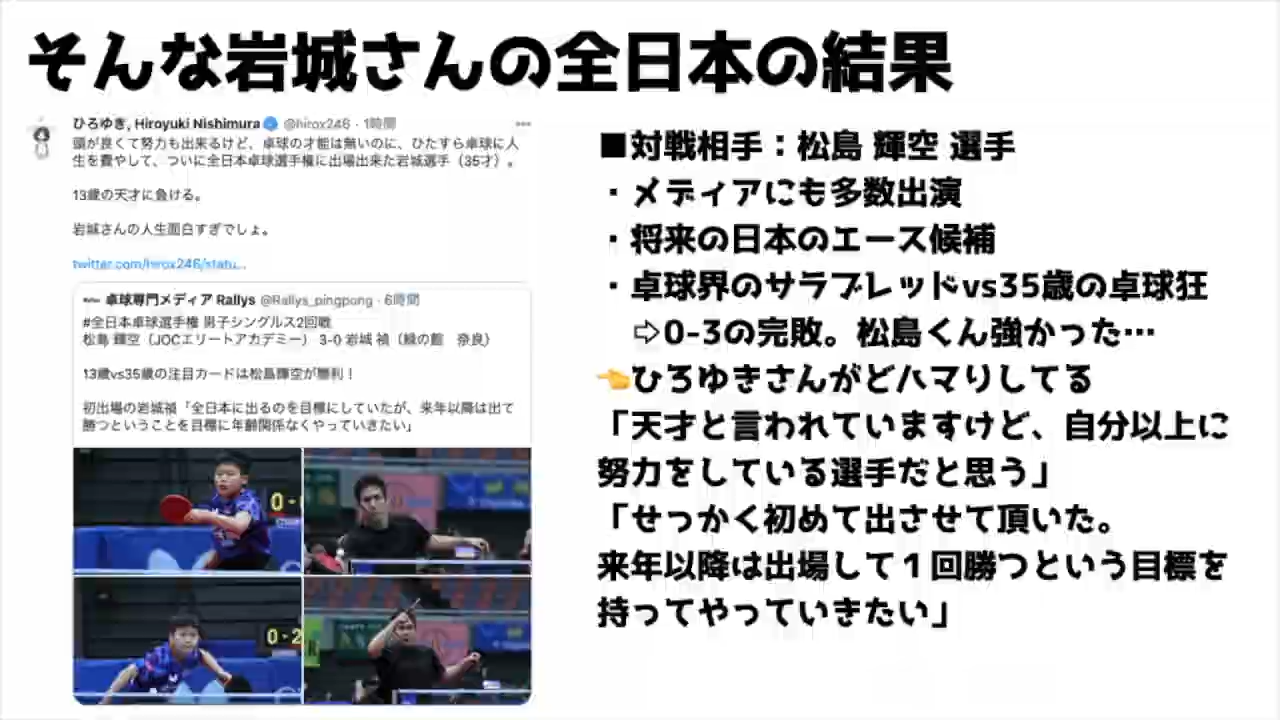 そんな岩城さんの全日本の結果
ひろゆき, Hiroyuki Nishimura @hirox246・1時間
頭が良くて努力も出来るけど、卓球の才能は無いのに、ひたすら卓球に人
生を費やして、ついに全日本卓球選手権に出場出来た岩城選手（35才）。
13歳の天才に負ける。
岩城さんの人生面白すぎでしょ。
twitter.com/hirox246/statu...
卓球専門メディア Rallys @Rallys_pingpong・6時間
#全日本卓球選手権 男子シングルス2回戦
松島 輝空（JOCエリートアカデミー） 3-0 岩城 禎（緑の館　奈良）
13歳vs35歳の注目カードは松島輝空が勝利！
初出場の岩城禎「全日本に出るのを目標にしていたが、来年以降は出て
勝つということを目標に年齢関係なくやっていきたい」
0-2
■対戦相手：松島 輝空 選手
・メディアにも多数出演
・将来の日本のエース候補
・卓球界のサラブレッドvs35歳の卓球狂
⇨0-3の完敗。松島くん強かった…
👈ひろゆきさんがどハマりしてる
「天才と言われていますけど、自分以上に
努力をしている選手だと思う」
「せっかく初めて出させて頂いた。
来年以降は出場して１回勝つという目標を
持ってやっていきたい」